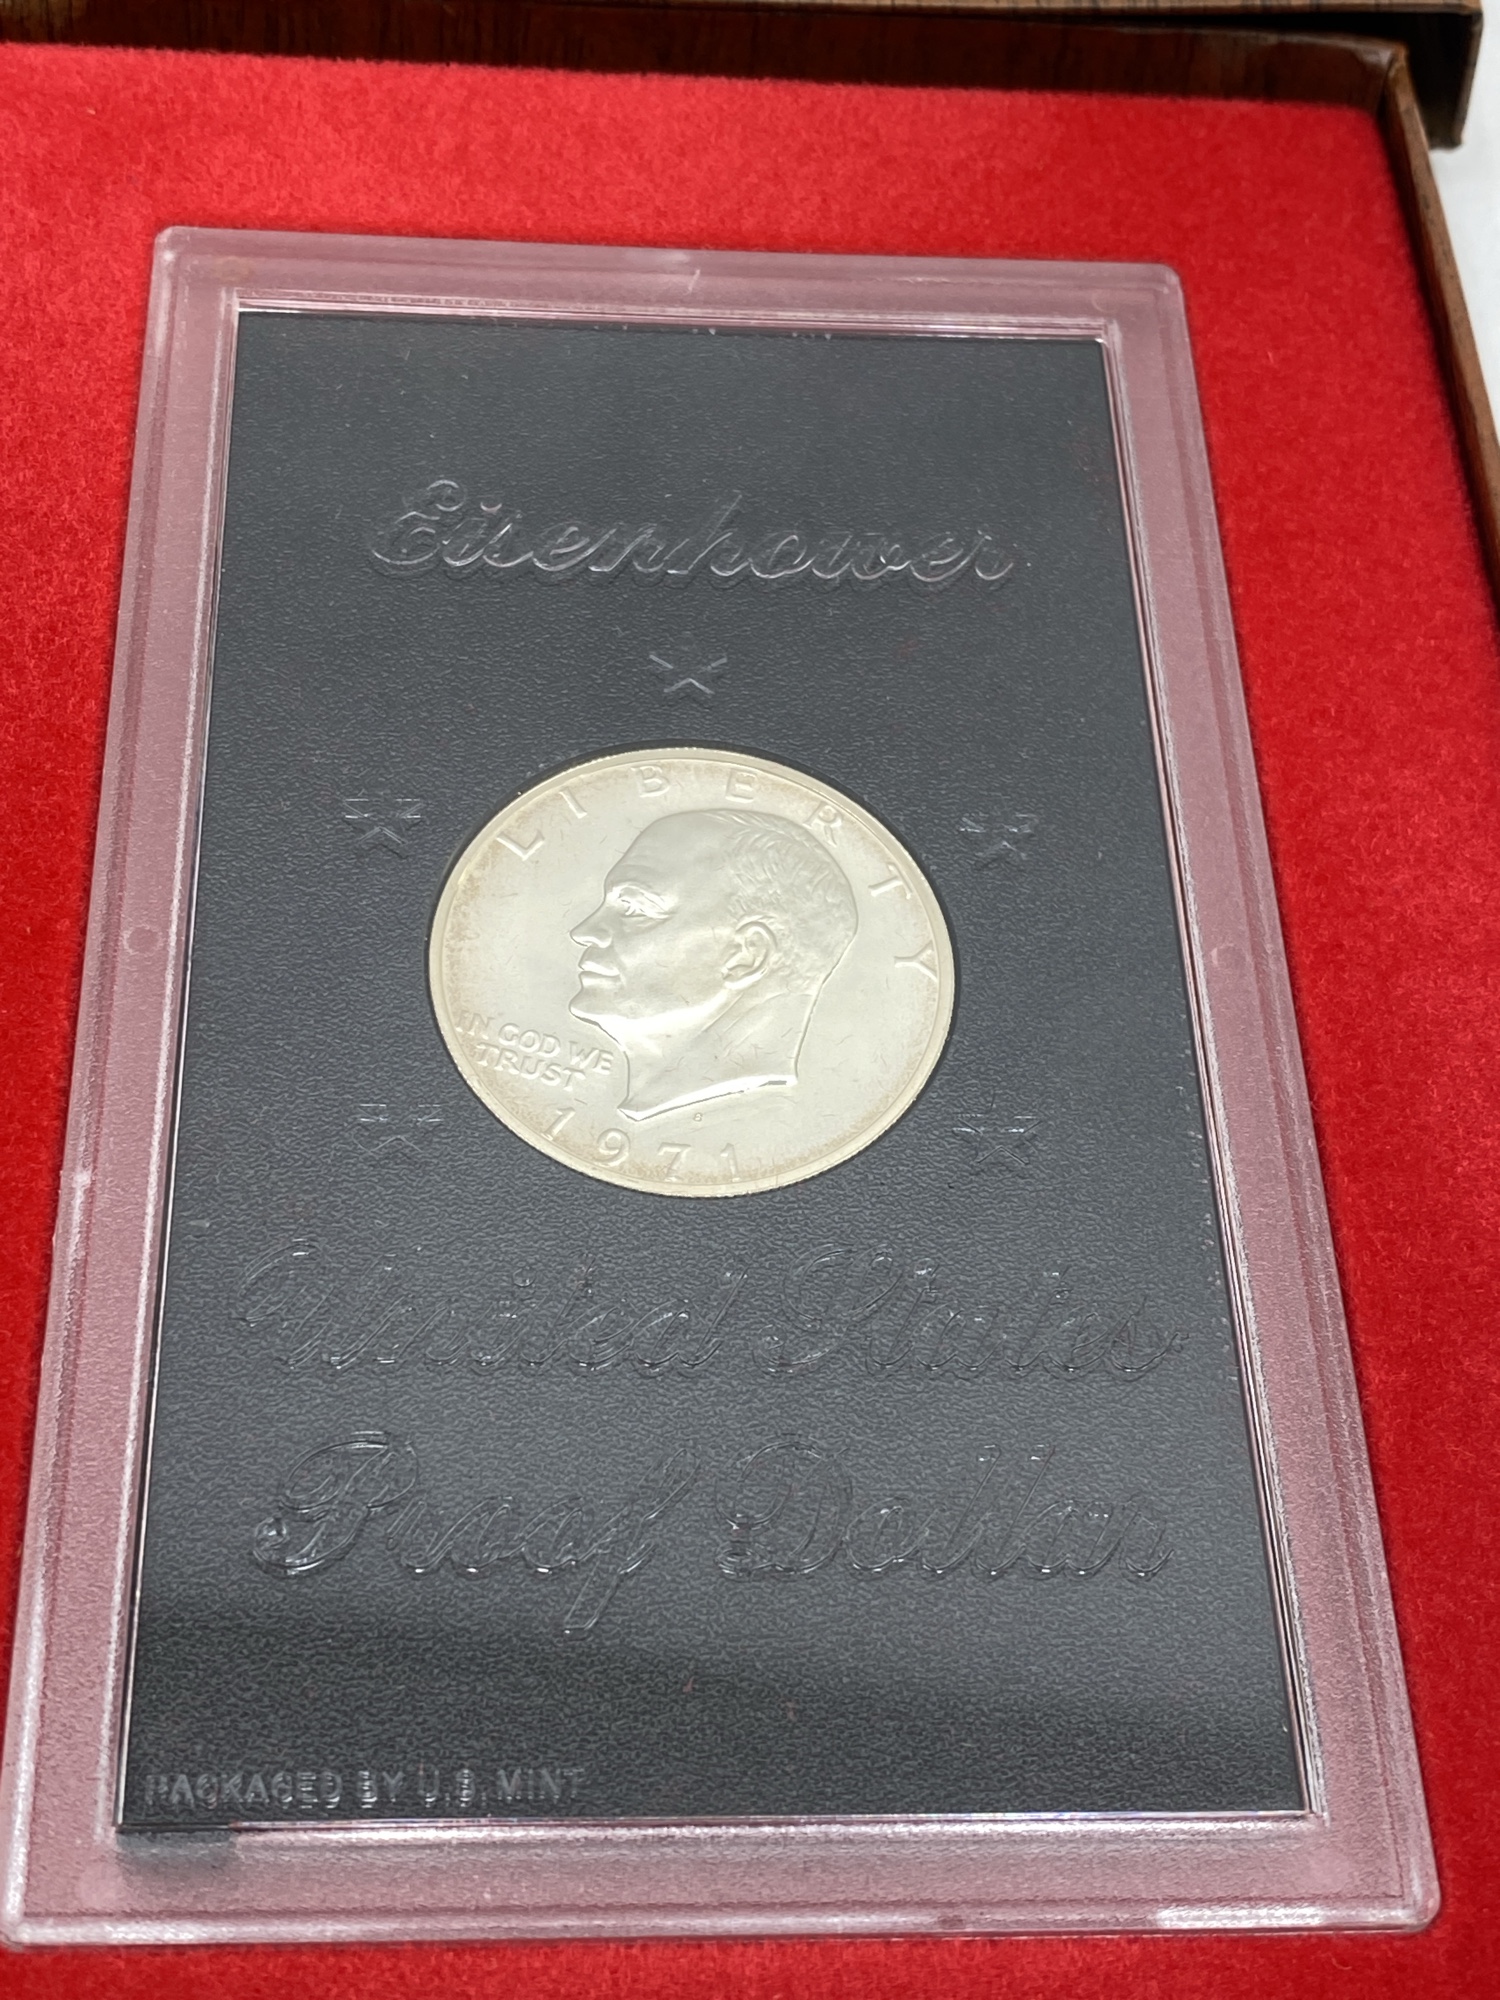 Eisenhower
LIBERTY
IN GOD WE
TRUST
B
1971
United States
Proof Dollar
PACKAGED BY U.S. MINT